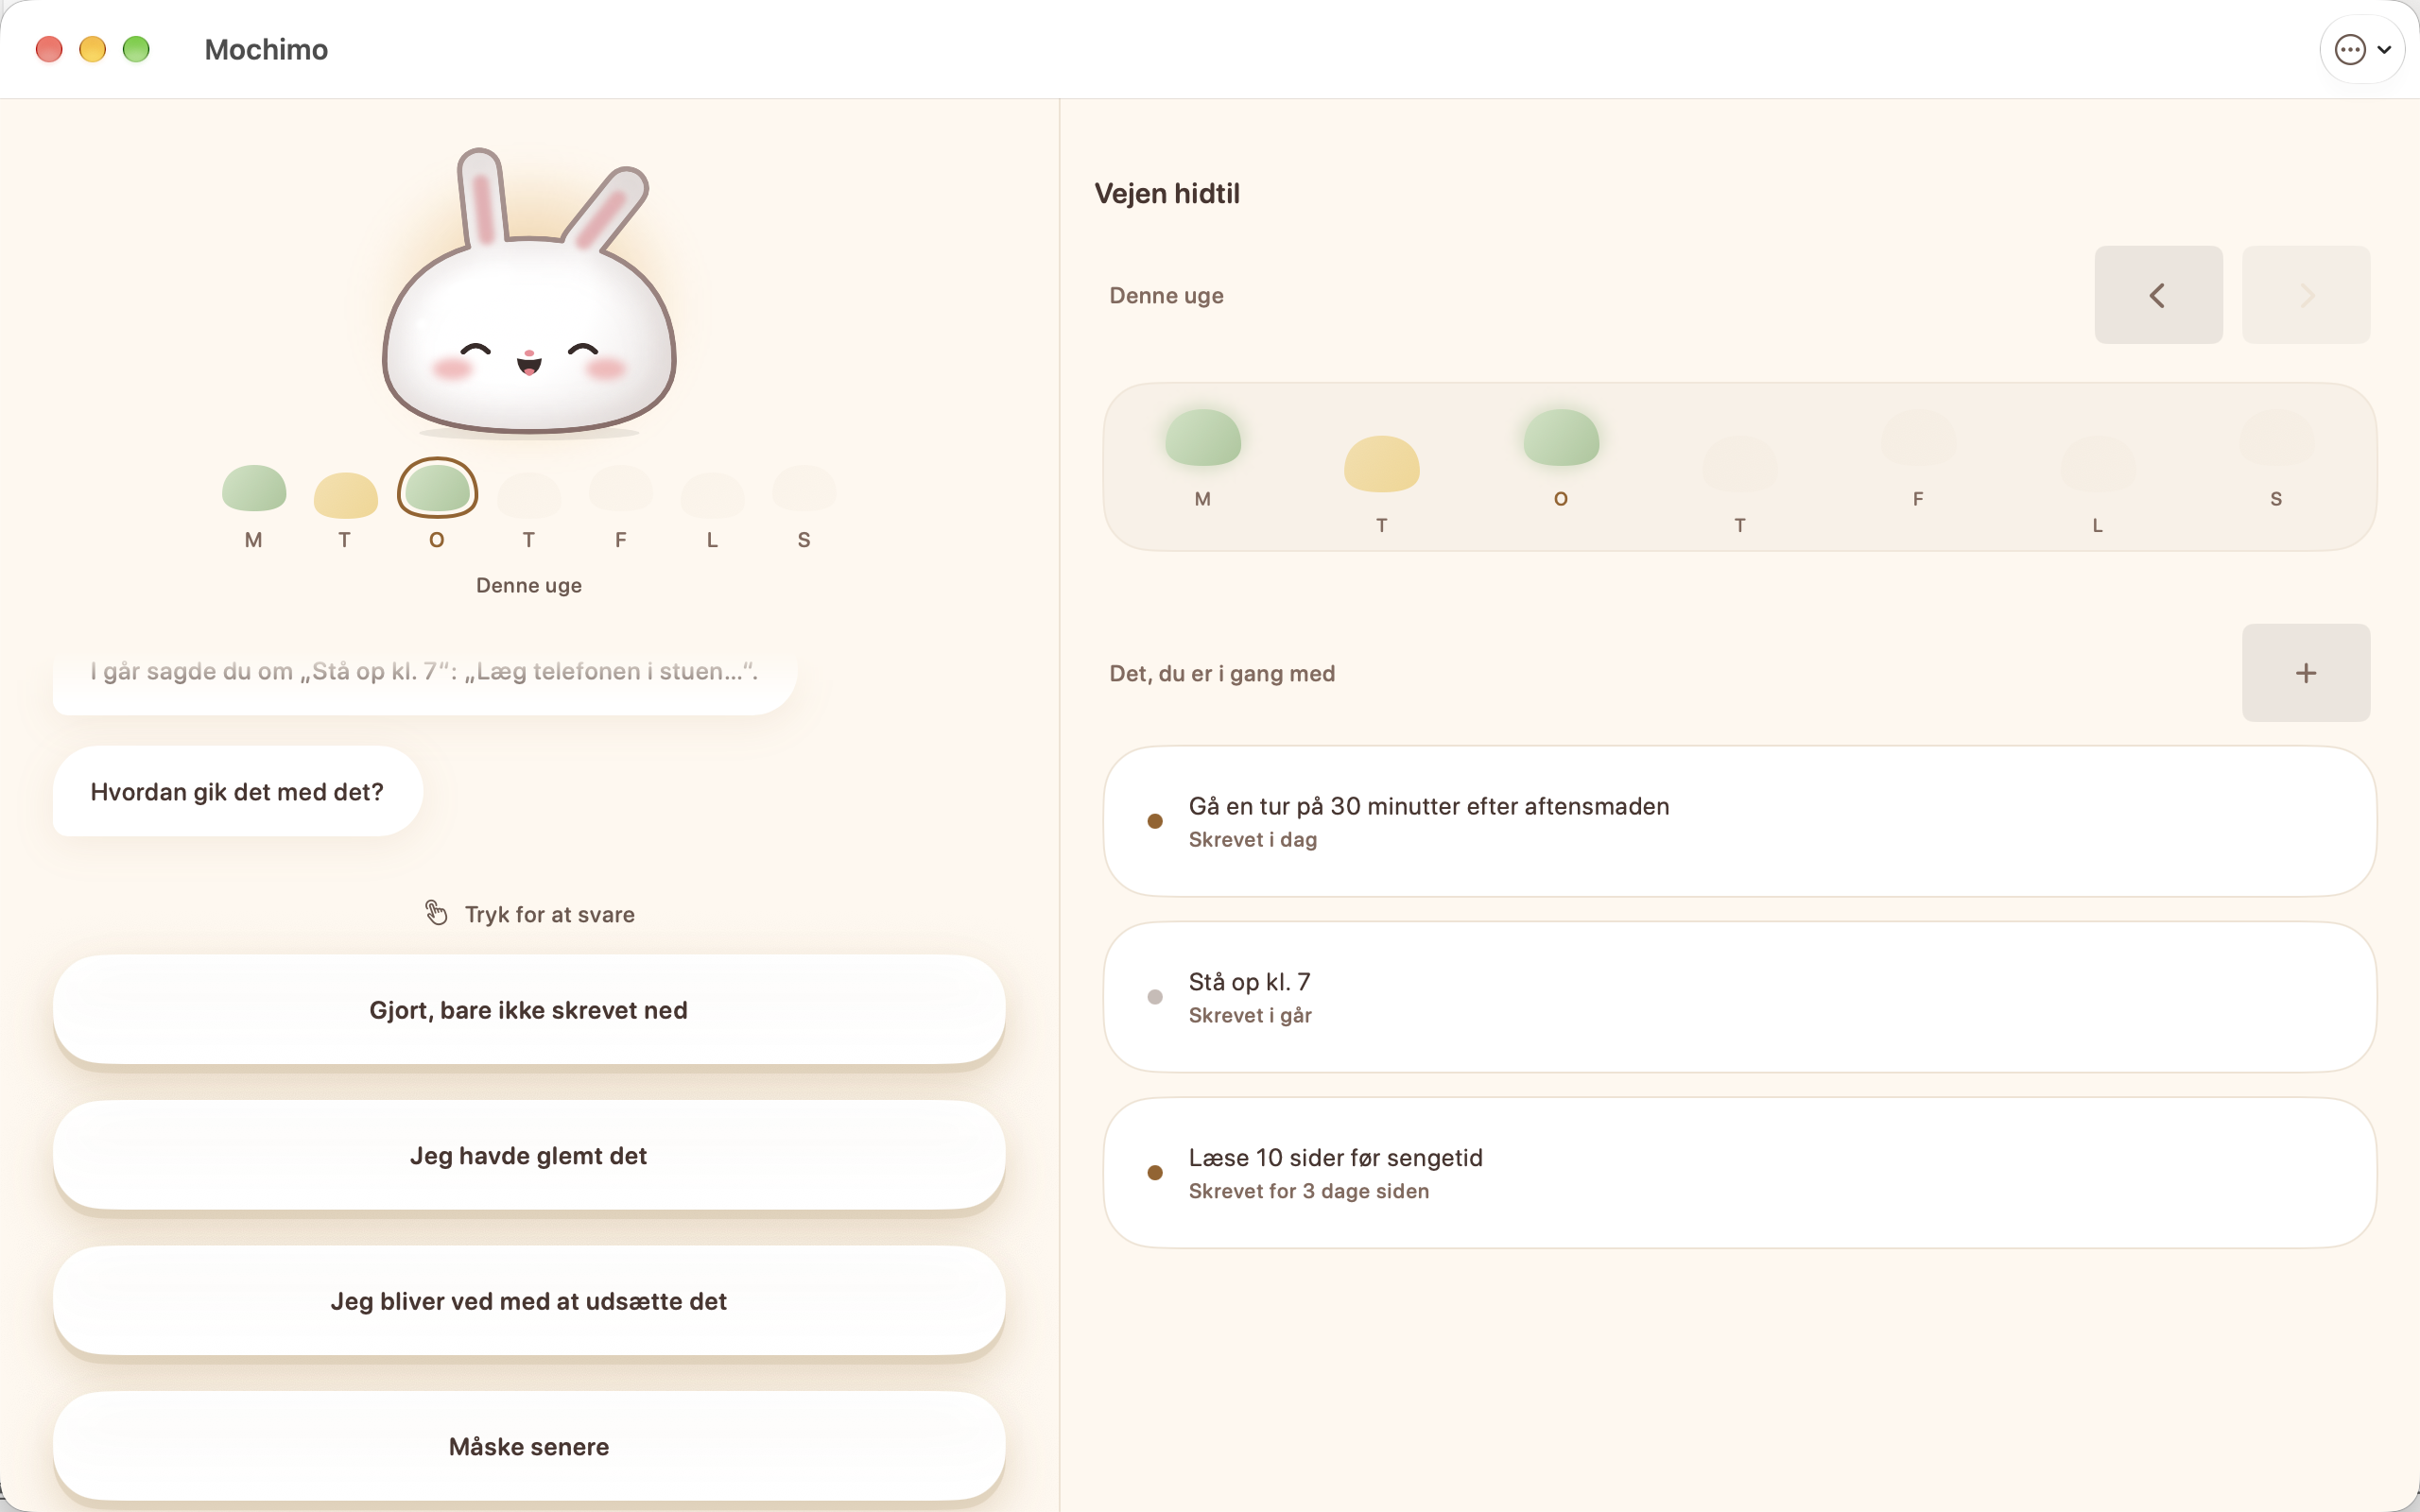 Mochimo
M
T
O
T
F
L
S
Denne uge
I går sagde du om „Stå op kl. 7“: „Læg telefonen i stuen…“.
Hvordan gik det med det?
Tryk for at svare
Gjort, bare ikke skrevet ned
Jeg havde glemt det
Jeg bliver ved med at udsætte det
Måske senere
Vejen hidtil
Denne uge
M
T
O
T
F
L
S
Det, du er i gang med
Gå en tur på 30 minutter efter aftensmaden
Skrevet i dag
Stå op kl. 7
Skrevet i går
Læse 10 sider før sengetid
Skrevet for 3 dage siden